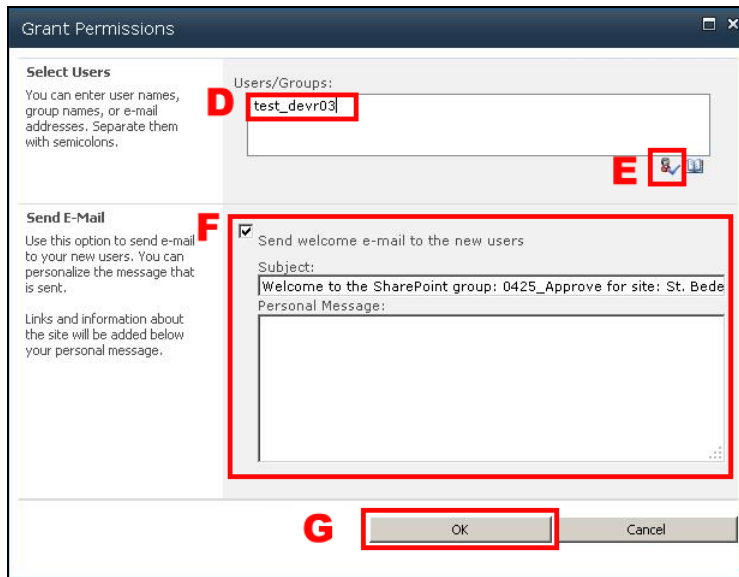 Grant Permissions
Select Users
You can enter user names,
group names, or e-mail
addresses. Separate them
with semicolons.
Users/Groups:
D
test_devr03
E
Send E-Mail
Use this option to send e-mail
to your new users. You can
personalize the message that
is sent.
Links and information about
the site will be added below
your personal message.
F
Send welcome e-mail to the new users
Subject:
Welcome to the SharePoint group: 0425_Approve for site: St. Bede
Personal Message:
G
OK
Cancel